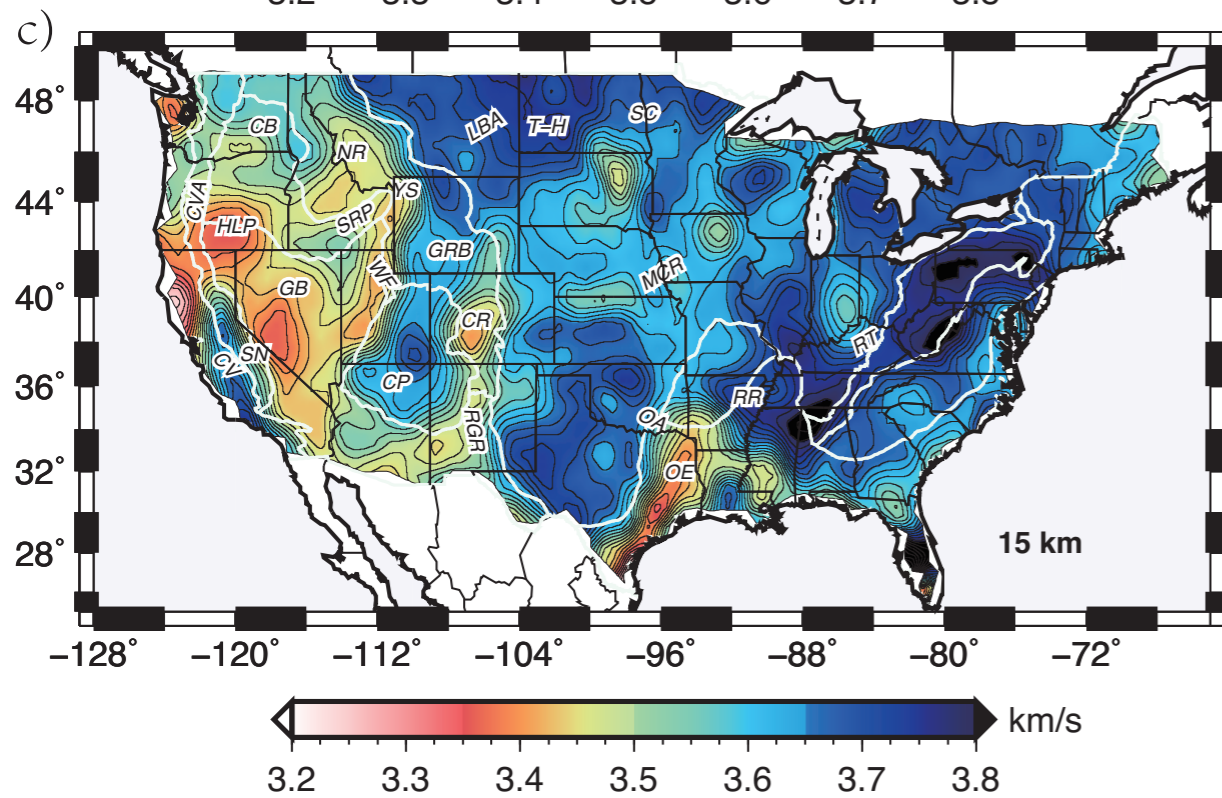 c)
48°
44°
40°
36°
32°
28°
CB
LBA
T–H
SC
NR
YS
CVA
HLP
SRP
GRB
WF
GB
MCR
CR
RT
CV
SN
CP
RR
OA
RGR
OE
15 km
−128° −120° −112° −104° −96° −88° −80° −72°
km/s
3.2 3.3 3.4 3.5 3.6 3.7 3.8